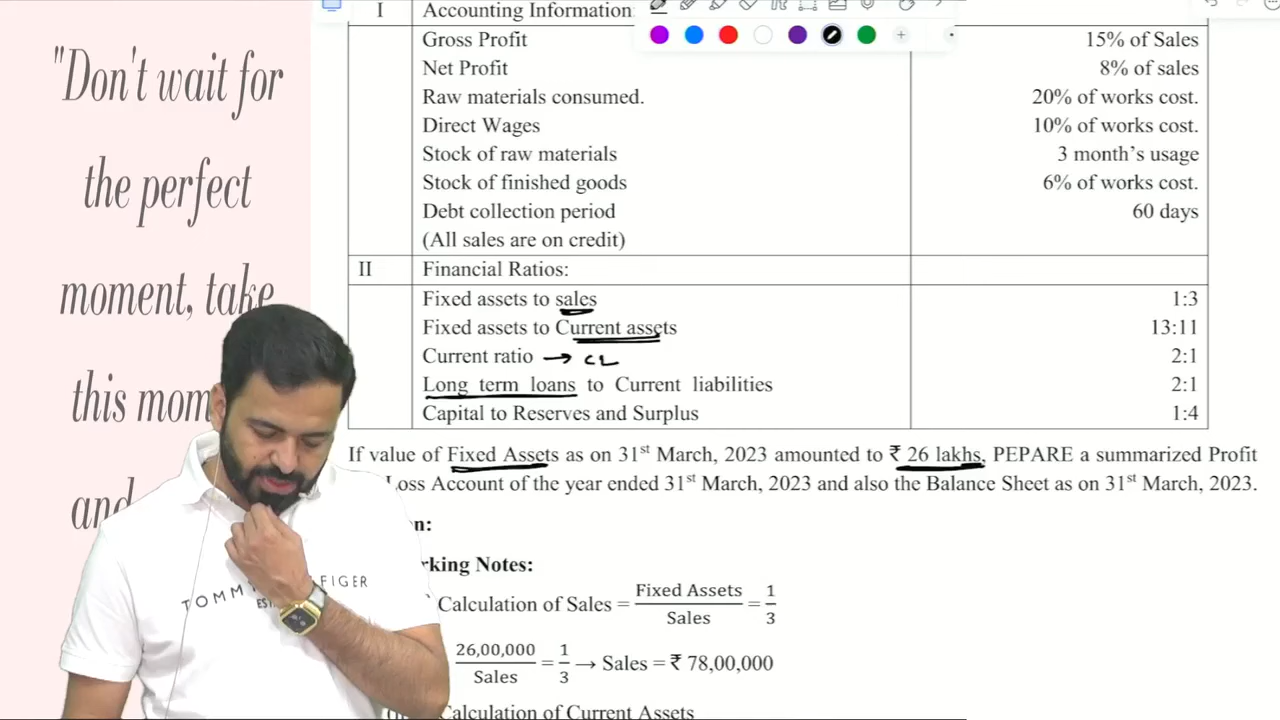 "Don't wait for
the perfect
moment, take
this mom
and
I Accounting Information:
Gross Profit 15% of Sales
Net Profit 8% of sales
Raw materials consumed. 20% of works cost.
Direct Wages 10% of works cost.
Stock of raw materials 3 month's usage
Stock of finished goods 6% of works cost.
Debt collection period 60 days
(All sales are on credit)
II Financial Ratios:
Fixed assets to sales 1:3
Fixed assets to Current assets 13:11
Current ratio → CL 2:1
Long term loans to Current liabilities 2:1
Capital to Reserves and Surplus 1:4
If value of Fixed Assets as on 31st March, 2023 amounted to ₹ 26 lakhs, PEPARE a summarized Profit
Loss Account of the year ended 31st March, 2023 and also the Balance Sheet as on 31st March, 2023.
n:
rking Notes:
Calculation of Sales = Fixed Assets / Sales = 1 / 3
26,00,000 / Sales = 1 / 3 → Sales = ₹ 78,00,000
Calculation of Current Assets
TOMMY HILFIGER